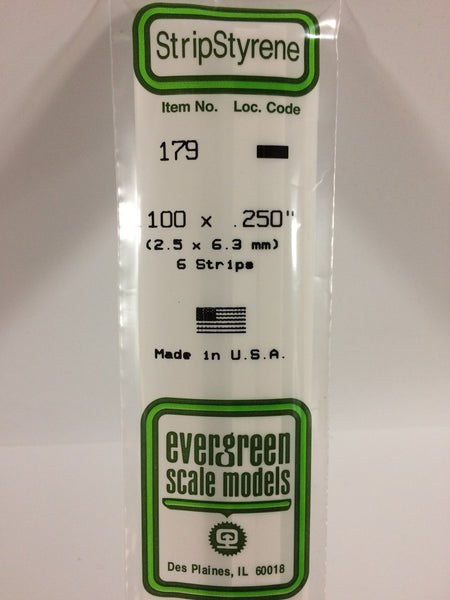 StripStyrene
Item No. Loc. Code
179
100 x .250"
(2.5 x 6.3 mm)
6 Strips
Made in U.S.A.
evergreen
scale models
Des Plaines, IL 60018